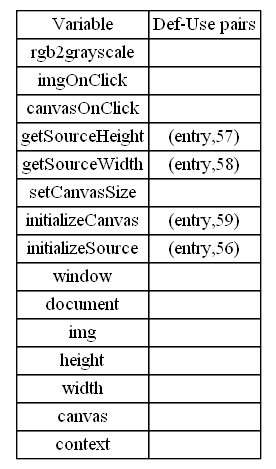 Variable Def-Use pairs
rgb2grayscale
imgOnClick
canvasOnClick
getSourceHeight (entry,57)
getSourceWidth (entry,58)
setCanvasSize
initializeCanvas (entry,59)
initializeSource (entry,56)
window
document
img
height
width
canvas
context